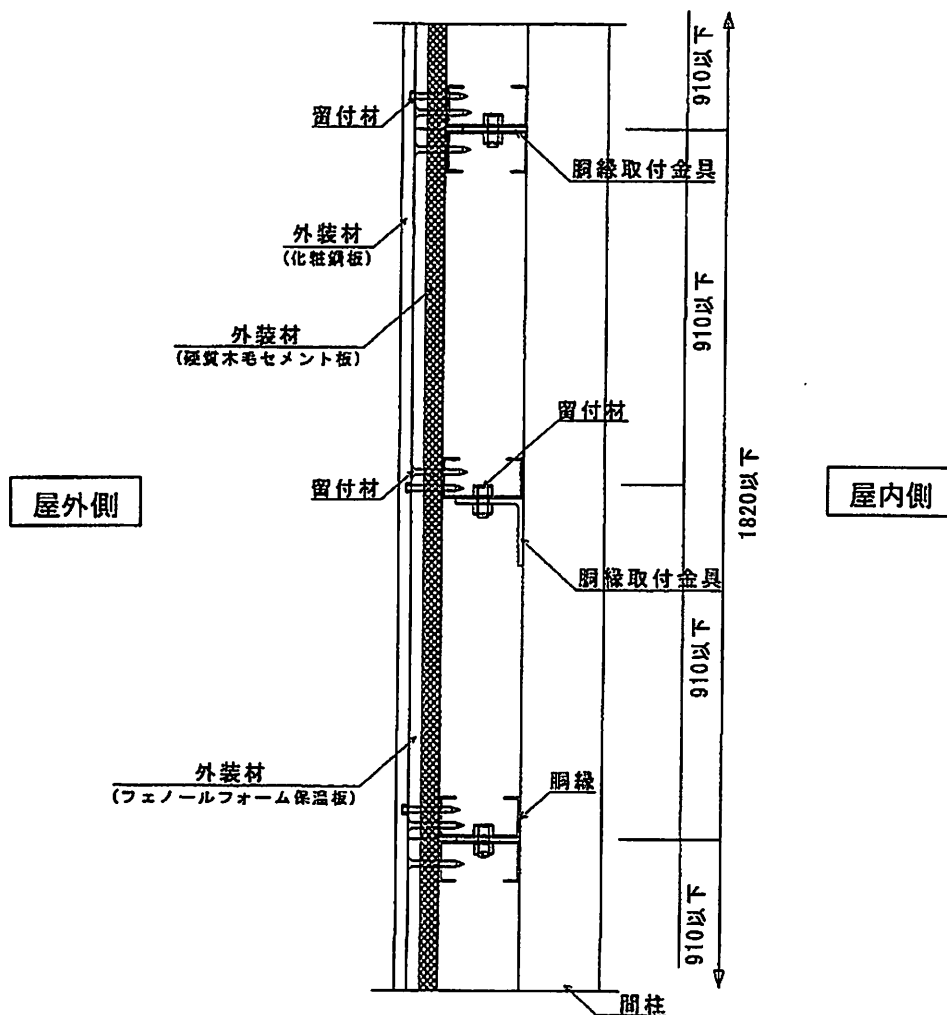 910以下
留付材
胴縁取付金具
外装材
(化粧鋼板)
910以下
外装材
(硬質木毛セメント板)
留付材
留付材
屋外側
1820以下
屋内側
胴縁取付金具
910以下
外装材
(フェノールフォーム保温板)
胴縁
910以下
間柱